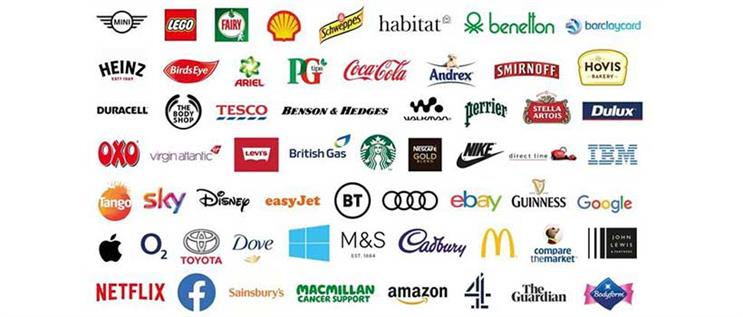 MINI LEGO FAIRY Schweppes habitat benetton barclaycard
HEINZ
ESTD 1869
BirdsEye ARIEL PG tips Coca-Cola Andrex SMIRNOFF HOVIS
BAKERY
DURACELL THE
BODY
SHOP
TESCO BENSON & HEDGES WALKMAN perrier STELLA
ARTOIS
Dulux
OXO virgin atlantic LEVI'S British Gas NESCAFÉ
GOLD
BLEND
NIKE direct line IBM
Tango sky Disney easyJet BT ebay GUINNESS Google
O2 TOYOTA Dove M&S
EST. 1884
Cadbury compare
themarket
JOHN
LEWIS
& PARTNERS
NETFLIX f Sainsbury's MACMILLAN
CANCER SUPPORT
amazon 4 The
Guardian
Bodyform